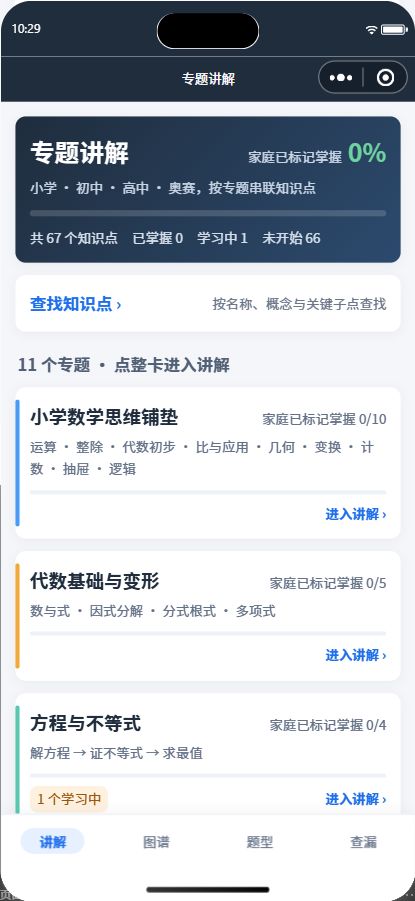 10:29
专题讲解
专题讲解 家庭已标记掌握 0%
小学 · 初中 · 高中 · 奥赛，按专题串联知识点
共 67 个知识点 已掌握 0 学习中 1 未开始 66
查找知识点 › 按名称、概念与关键子点查找
11 个专题 · 点整卡进入讲解
小学数学思维铺垫 家庭已标记掌握 0/10
运算 · 整除 · 代数初步 · 比与应用 · 几何 · 变换 · 计
数 · 抽屉 · 逻辑
进入讲解 ›
代数基础与变形 家庭已标记掌握 0/5
数与式 · 因式分解 · 分式根式 · 多项式
进入讲解 ›
方程与不等式 家庭已标记掌握 0/4
解方程 → 证不等式 → 求最值
1 个学习中 进入讲解 ›
讲解 图谱 题型 查漏